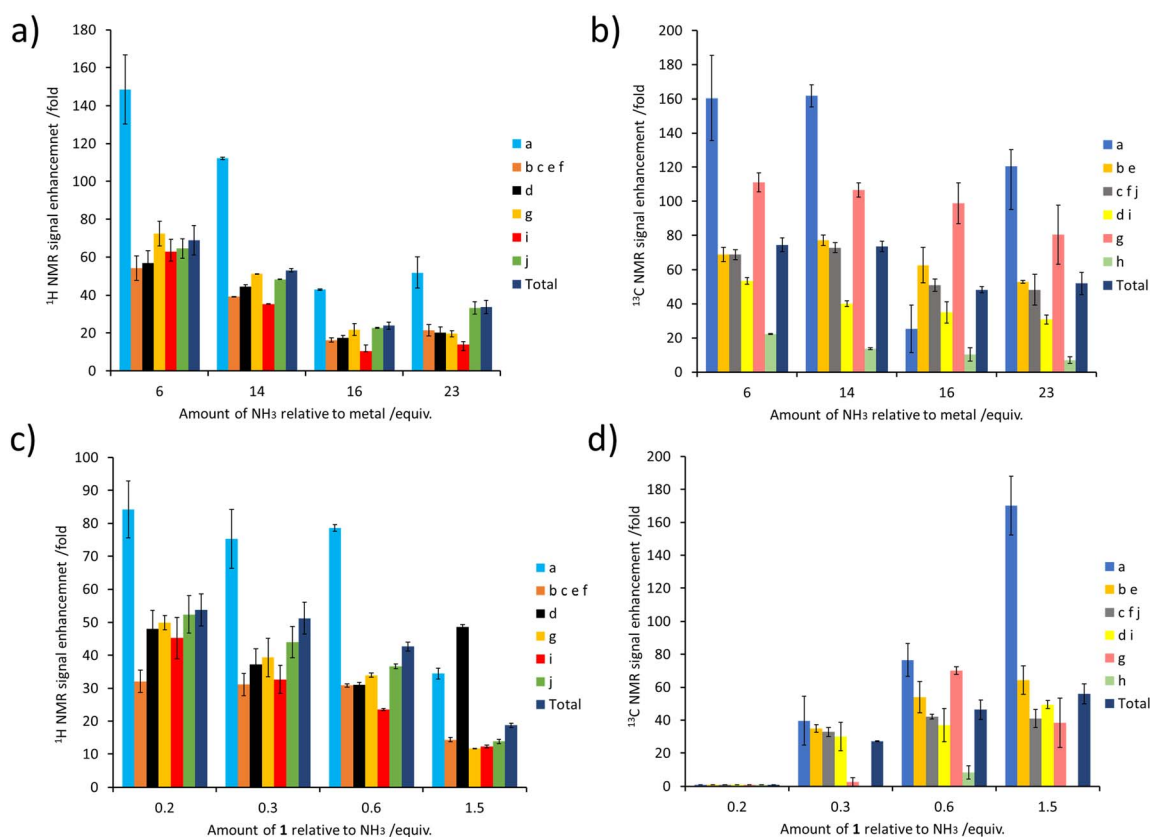 a)
¹H NMR signal enhancemnet /fold
180
160
140
120
100
80
60
40
20
0
6
14
16
23
Amount of NH₃ relative to metal /equiv.
a
b c e f
d
g
i
j
Total
b)
¹³C NMR signal enhancement /fold
200
180
160
140
120
100
80
60
40
20
0
6
14
16
23
Amount of NH₃ relative to metal /equiv.
a
b e
c f j
d i
g
h
Total
c)
¹H NMR signal enhancemnet /fold
100
90
80
70
60
50
40
30
20
10
0
0.2
0.3
0.6
1.5
Amount of 1 relative to NH₃ /equiv.
a
b c e f
d
g
i
j
Total
d)
¹³C NMR signal enhancement /fold
200
180
160
140
120
100
80
60
40
20
0
0.2
0.3
0.6
1.5
Amount of 1 relative to NH₃ /equiv.
a
b e
c f j
d i
g
h
Total